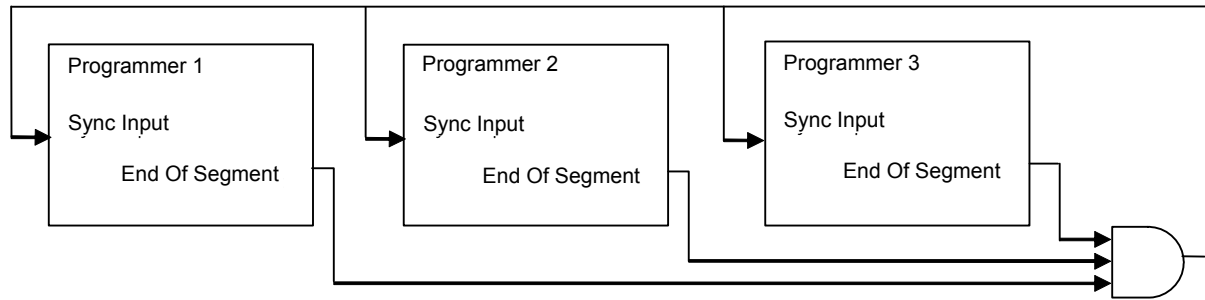 Programmer 1
Sync Input
End Of Segment
Programmer 2
Sync Input
End Of Segment
Programmer 3
Sync Input
End Of Segment